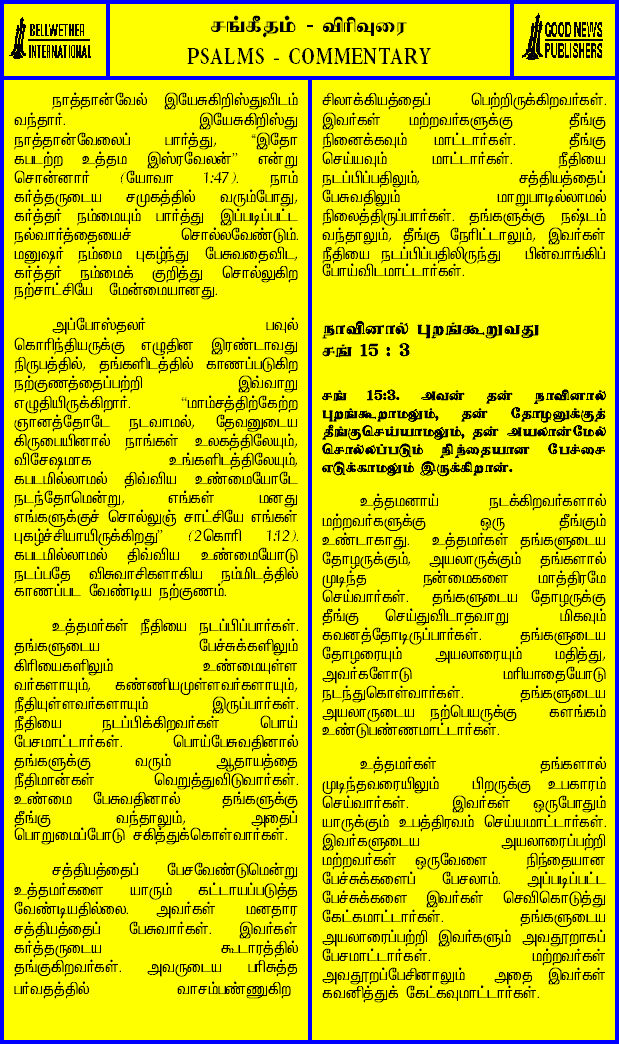 BELLWETHER
INTERNATIONAL
சங்கீதம் - விரிவுரை
PSALMS - COMMENTARY
GOOD NEWS
PUBLISHERS
நாத்தான்வேல் இயேசுகிறிஸ்துவிடம்
வந்தார். இயேசுகிறிஸ்து
நாத்தான்வேலைப் பார்த்து, “இதோ
கபடற்ற உத்தம இஸ்ரவேலன்” என்று
சொன்னார் (யோவா 1:47). நாம்
கர்த்தருடைய சமுகத்தில் வரும்போது,
கர்த்தர் நம்மையும் பார்த்து இப்படிப்பட்ட
நல்வார்த்தையைச் சொல்லவேண்டும்.
மனுஷர் நம்மை புகழ்ந்து பேசுவதைவிட,
கர்த்தர் நம்மைக் குறித்து சொல்லுகிற
நற்சாட்சியே மேன்மையானது.
அப்போஸ்தலர் பவுல்
கொரிந்தியருக்கு எழுதின இரண்டாவது
நிருபத்தில், தங்களிடத்தில் காணப்படுகிற
நற்குணத்தைப்பற்றி இவ்வாறு
எழுதியிருக்கிறார். “மாம்சத்திற்கேற்ற
ஞானத்தோடே நடவாமல், தேவனுடைய
கிருபையினால் நாங்கள் உலகத்திலேயும்,
விசேஷமாக உங்களிடத்திலேயும்,
கபடமில்லாமல் திவ்விய உண்மையோடே
நடந்தோமென்று, எங்கள் மனது
எங்களுக்குச் சொல்லுஞ் சாட்சியே எங்கள்
புகழ்ச்சியாயிருக்கிறது” (2கொரி 1:12).
கபடமில்லாமல் திவ்விய உண்மையோடு
நடப்பதே விசுவாசிகளாகிய நம்மிடத்தில்
காணப்பட வேண்டிய நற்குணம்.
உத்தமர்கள் நீதியை நடப்பிப்பார்கள்.
தங்களுடைய பேச்சுக்களிலும்
கிரியைகளிலும் உண்மையுள்ள
வர்களாயும், கண்ணியமுள்ளவர்களாயும்,
நீதியுள்ளவர்களாயும் இருப்பார்கள்.
நீதியை நடப்பிக்கிறவர்கள் பொய்
பேசமாட்டார்கள். பொய்பேசுவதினால்
தங்களுக்கு வரும் ஆதாயத்தை
நீதிமான்கள் வெறுத்துவிடுவார்கள்.
உண்மை பேசுவதினால் தங்களுக்கு
தீங்கு வந்தாலும், அதைப்
பொறுமைப்போடு சகித்துக்கொள்வார்கள்.
சத்தியத்தைப் பேசவேண்டுமென்று
உத்தமர்களை யாரும் கட்டாயப்படுத்த
வேண்டியதில்லை. அவர்கள் மனதார
சத்தியத்தைப் பேசுவார்கள். இவர்கள்
கர்த்தருடைய கூடாரத்தில்
தங்குகிறவர்கள். அவருடைய பரிசுத்த
பர்வதத்தில் வாசம்பண்ணுகிற
சிலாக்கியத்தைப் பெற்றிருக்கிறவர்கள்.
இவர்கள் மற்றவர்களுக்கு தீங்கு
நினைக்கவும் மாட்டார்கள். தீங்கு
செய்யவும் மாட்டார்கள். நீதியை
நடப்பிப்பதிலும், சத்தியத்தைப்
பேசுவதிலும் மாறுபாடில்லாமல்
நிலைத்திருப்பார்கள். தங்களுக்கு நஷ்டம்
வந்தாலும், தீங்கு நேரிட்டாலும், இவர்கள்
நீதியை நடப்பிப்பதிலிருந்து பின்வாங்கிப்
போய்விடமாட்டார்கள்.
நாவினால் புறங்கூறுவது
சங் 15 : 3
சங் 15:3. அவன் தன் நாவினால்
புறங்கூறாமலும், தன் தோழனுக்குத்
தீங்குசெய்யாமலும், தன் அயலான்மேல்
சொல்லப்படும் நிந்தையான பேச்சை
எடுக்காமலும் இருக்கிறான்.
உத்தமனாய் நடக்கிறவர்களால்
மற்றவர்களுக்கு ஒரு தீங்கும்
உண்டாகாது. உத்தமர்கள் தங்களுடைய
தோழருக்கும், அயலாருக்கும் தங்களால்
முடிந்த நன்மைகளை மாத்திரமே
செய்வார்கள். தங்களுடைய தோழருக்கு
தீங்கு செய்துவிடாதவாறு மிகவும்
கவனத்தோடிருப்பார்கள். தங்களுடைய
தோழரையும் அயலாரையும் மதித்து,
அவர்களோடு மரியாதையோடு
நடந்துகொள்வார்கள். தங்களுடைய
அயலாருடைய நற்பெயருக்கு களங்கம்
உண்டுபண்ணமாட்டார்கள்.
உத்தமர்கள் தங்களால்
முடிந்தவரையிலும் பிறருக்கு உபகாரம்
செய்வார்கள். இவர்கள் ஒருபோதும்
யாருக்கும் உபத்திரவம் செய்யமாட்டார்கள்.
இவர்களுடைய அயலாரைப்பற்றி
மற்றவர்கள் ஒருவேளை நிந்தையான
பேச்சுக்களைப் பேசலாம். அப்படிப்பட்ட
பேச்சுக்களை இவர்கள் செவிகொடுத்து
கேட்கமாட்டார்கள். தங்களுடைய
அயலாரைப்பற்றி இவர்களும் அவதூறாகப்
பேசமாட்டார்கள். மற்றவர்கள்
அவதூறப்பேசினாலும் அதை இவர்கள்
கவனித்துக் கேட்கவுமாட்டார்கள்.